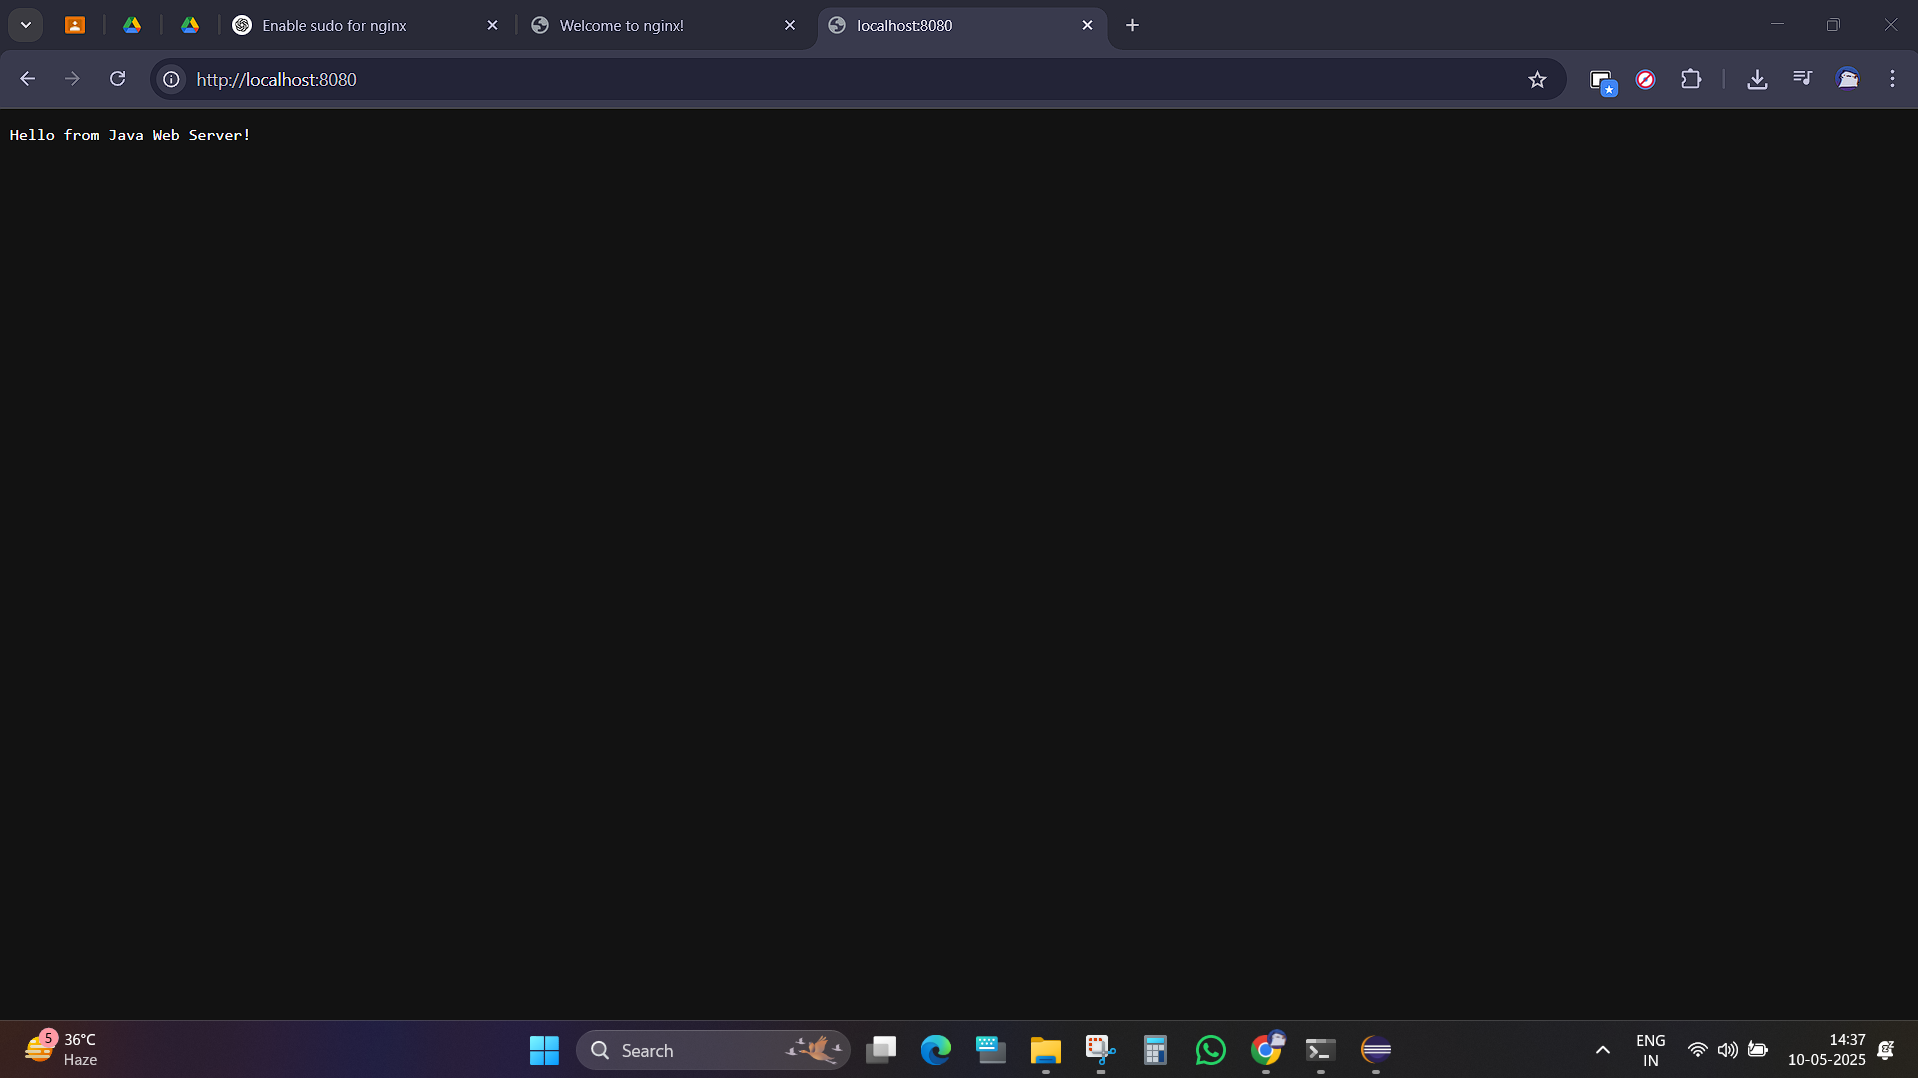 Enable sudo for nginx
Welcome to nginx!
localhost:8080
http://localhost:8080
Hello from Java Web Server!
5
36°C
Haze
Search
ENG
IN
14:37
10-05-2025